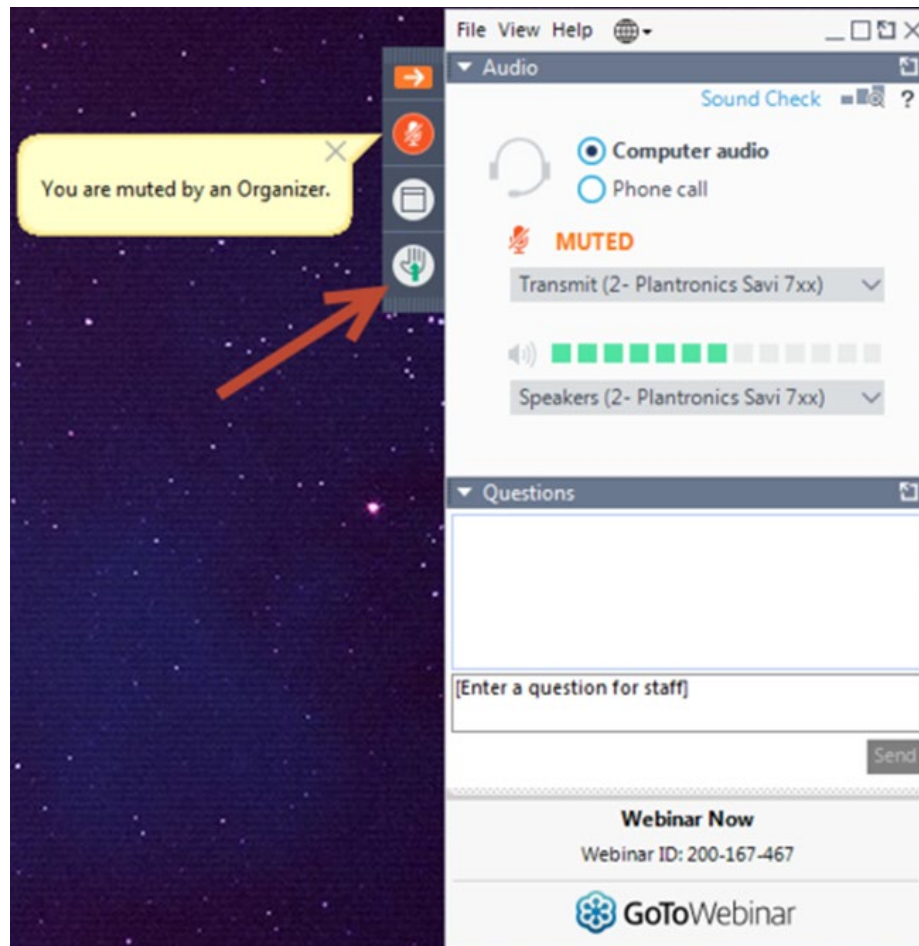 File View Help
Audio
Sound Check ?
Computer audio
Phone call
You are muted by an Organizer.
MUTED
Transmit (2- Plantronics Savi 7xx)
Speakers (2- Plantronics Savi 7xx)
Questions
[Enter a question for staff]
Send
Webinar Now
Webinar ID: 200-167-467
GoToWebinar